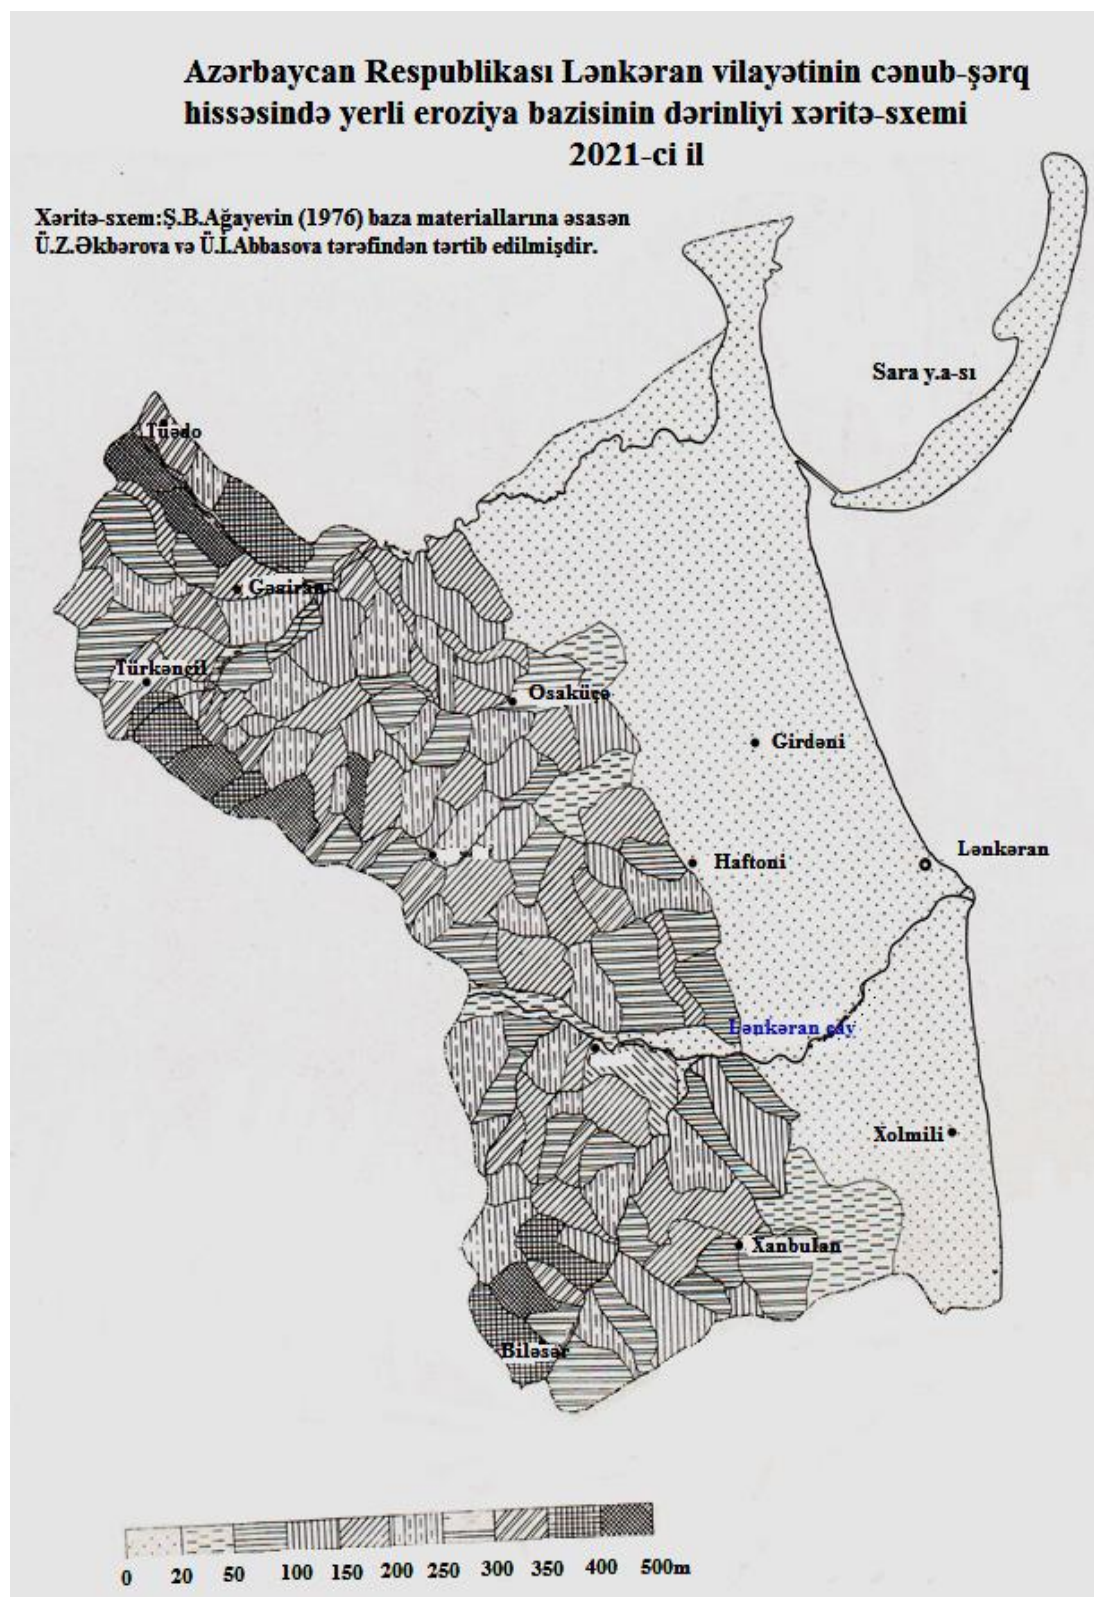 Azərbaycan Respublikası Lənkəran vilayətinin cənub-şərq
hissəsində yerli eroziya bazisinin dərinliyi xəritə-sxemi
2021-ci il
Xəritə-sxem:Ş.B.Ağayevin (1976) baza materiallarına əsasən
Ü.Z.Əkbərova və Ü.İ.Abbasova tərəfindən tərtib edilmişdir.
Sara y.a-sı
Tüədo
Gəgiran
Türkəncil
Osaküçə
Girdəni
Lənkəran
Haftoni
Lənkəran çay
Xolmili
Xanbulan
Biləsər
0 20 50 100 150 200 250 300 350 400 500m